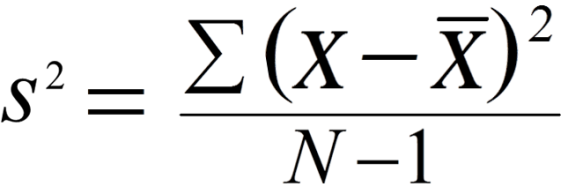 s² = Σ(X − X̄)² / N − 1